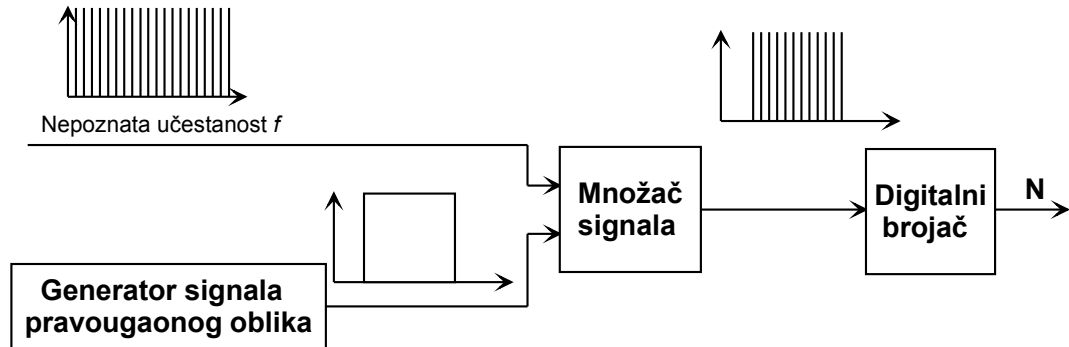 Nepoznata učestanost f
Množač
signala
Digitalni
brojač
N
Generator signala
pravougaonog oblika